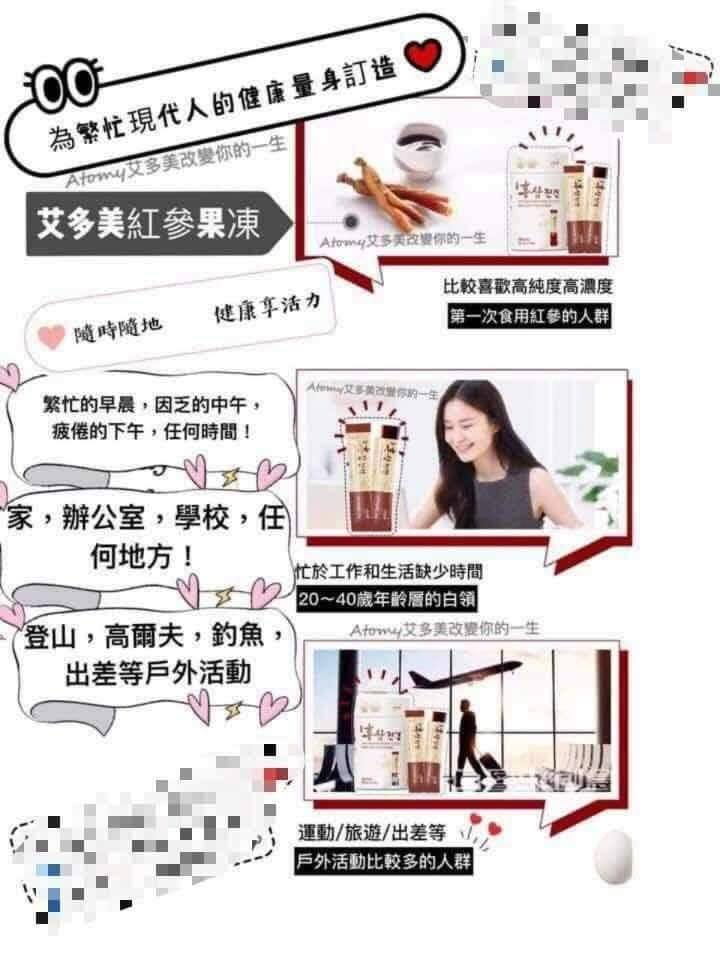 為繁忙現代人的健康量身訂造
Atomy艾多美改變你的一生
艾多美紅參果凍
Atomy艾多美改變你的一生
홍삼
比較喜歡高純度高濃度
第一次食用紅參的人群
隨時隨地 健康享活力
繁忙的早晨，因乏的中午，
疲倦的下午，任何時間！
家，辦公室，學校，任
何地方！
登山，高爾夫，釣魚，
出差等戶外活動
Atomy艾多美改變你的一生
忙於工作和生活缺少時間
20～40歲年齡層的白領
Atomy艾多美改變你的一生
홍삼
運動/旅遊/出差等
戶外活動比較多的人群